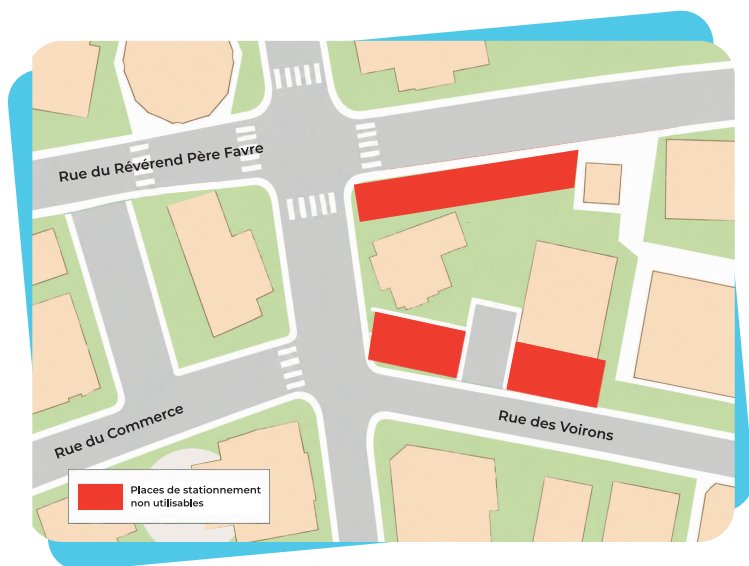 Rue du Révérend Père Favre
Rue du Commerce
Rue des Voirons
Places de stationnement
non utilisables